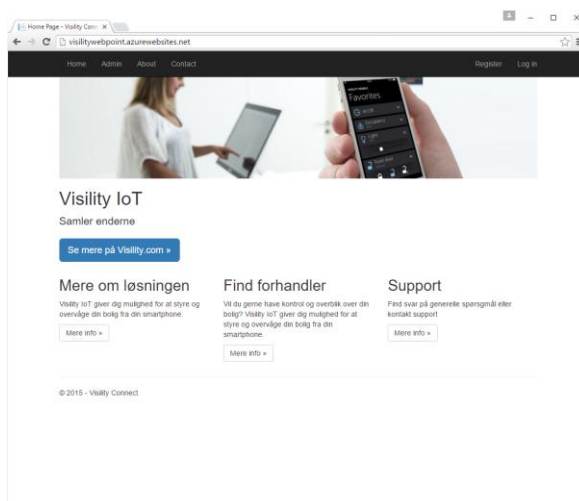 Home Page - Visility Conn
visilitywebpoint.azurewebsites.net
Home Admin About Contact Register Log in
Favorites
Visility IoT
Samler enderne
Se mere på Visility.com »
Mere om løsningen
Visility IoT giver dig mulighed for at styre og
overvåge din bolig fra din smartphone.
Mere info »
Find forhandler
Vil du gerne have kontrol og overblik over din
bolig? Visility IoT giver dig mulighed for at
styre og overvåge din bolig fra din
smartphone.
Mere info »
Support
Find svar på generelle spørgsmål eller
kontakt support
Mere info »
© 2015 - Visility Connect